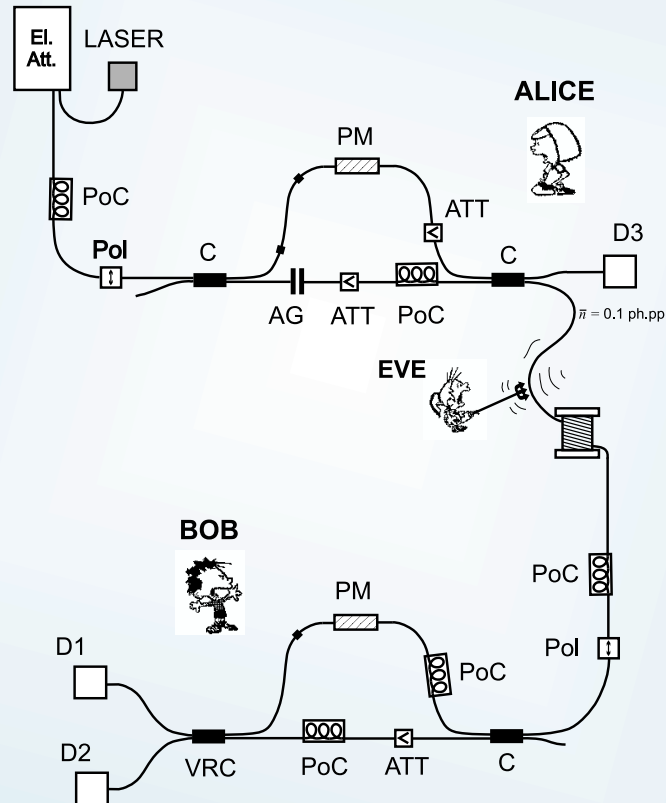 El.
Att.
LASER
ALICE
PM
PoC
ATT
D3
Pol
C
C
AG
ATT
PoC
n̅ = 0.1 ph.pp
EVE
BOB
PoC
PM
D1
Pol
PoC
D2
VRC
PoC
ATT
C